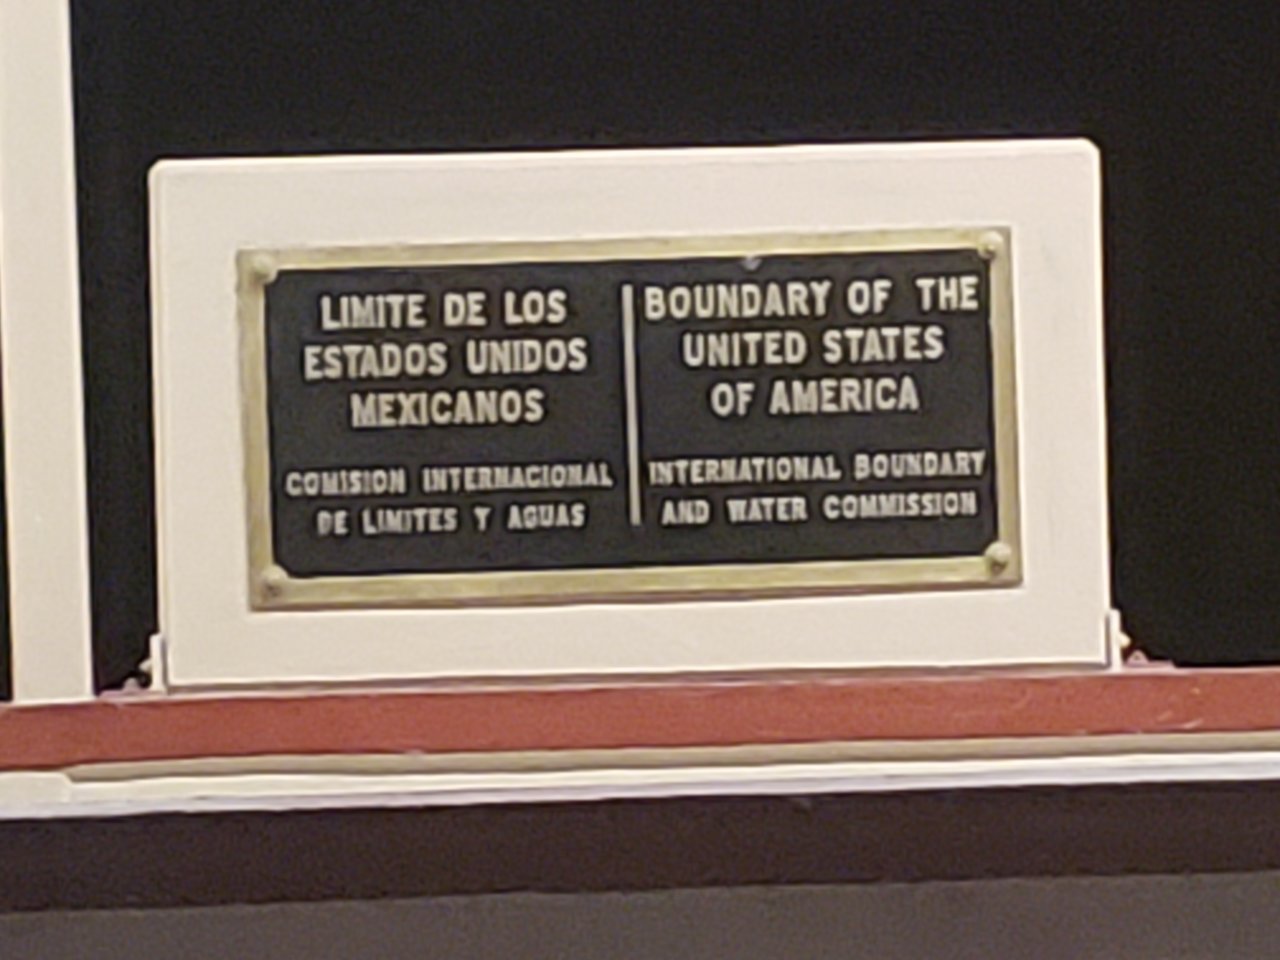 LIMITE DE LOS
ESTADOS UNIDOS
MEXICANOS
COMISION INTERNACIONAL
DE LIMITES Y AGUAS
BOUNDARY OF THE
UNITED STATES
OF AMERICA
INTERNATIONAL BOUNDARY
AND WATER COMMISSION